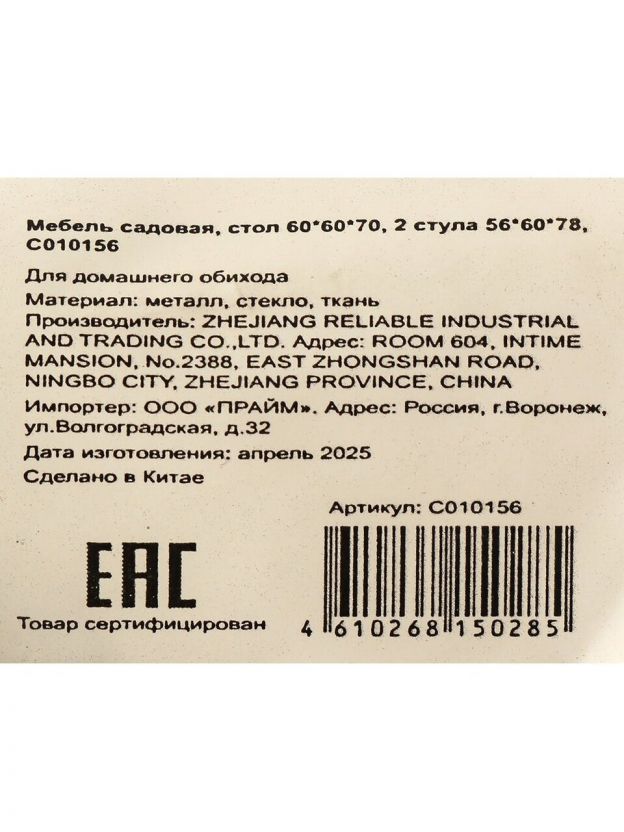 Мебель садовая, стол 60*60*70, 2 стула 56*60*78,
С010156
Для домашнего обихода
Материал: металл, стекло, ткань
Производитель: ZHEJIANG RELIABLE INDUSTRIAL
AND TRADING CO.,LTD. Адрес: ROOM 604, INTIME
MANSION, No.2388, EAST ZHONGSHAN ROAD,
NINGBO CITY, ZHEJIANG PROVINCE, CHINA
Импортер: ООО «ПРАЙМ». Адрес: Россия, г.Воронеж,
ул.Волгоградская, д.32
Дата изготовления: апрель 2025
Сделано в Китае
Артикул: С010156
EAC
Товар сертифицирован
4 610268 150285